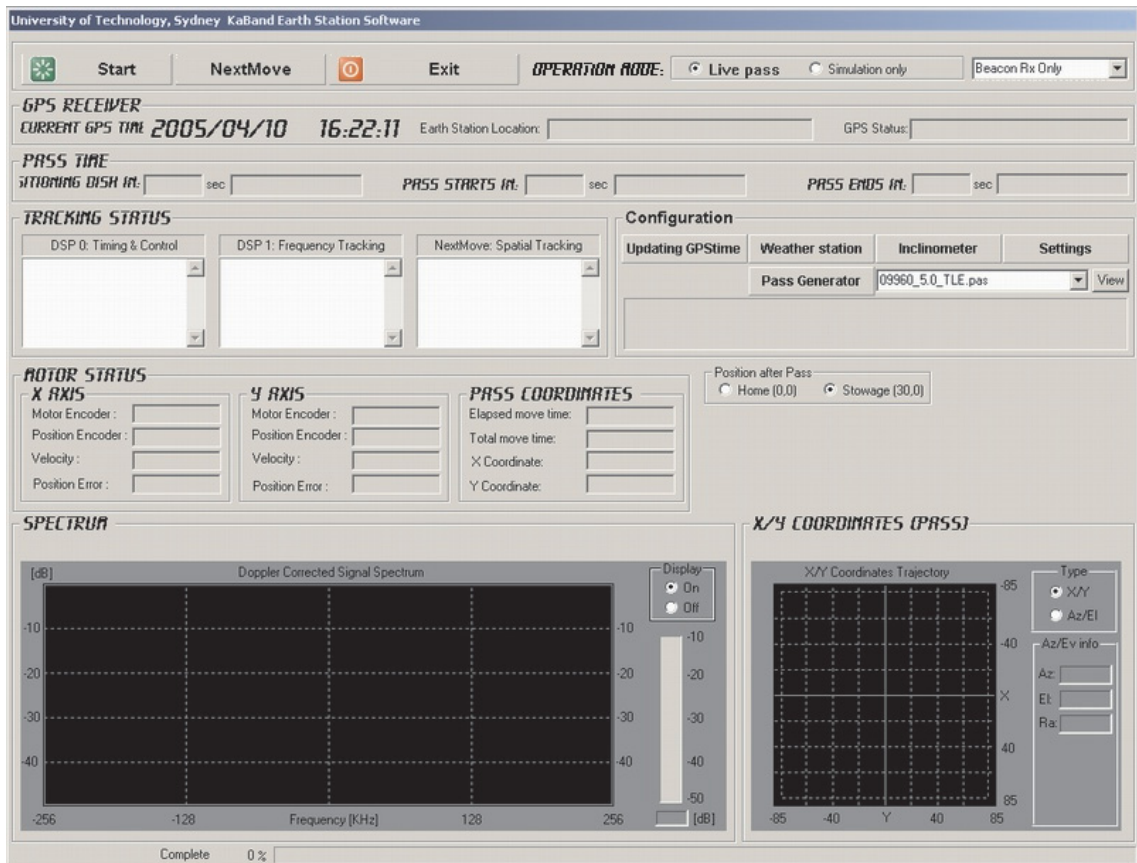 University of Technology, Sydney KaBand Earth Station Software
Start NextMove Exit OPERATION MODE: Live pass Simulation only Beacon Rx Only
GPS RECEIVER
CURRENT GPS TIME 2005/04/10 16:22:11 Earth Station Location: GPS Status:
PASS TIME
SITIONING DISH IN: sec PASS STARTS IN: sec PASS ENDS IN: sec
TRACKING STATUS
DSP 0: Timing & Control DSP 1: Frequency Tracking NextMove: Spatial Tracking
Configuration
Updating GPStime Weather station Inclinometer Settings
Pass Generator 09960_5.0_TLE.pas View
MOTOR STATUS
X AXIS
Motor Encoder :
Position Encoder :
Velocity :
Position Error :
Y AXIS
Motor Encoder :
Position Encoder :
Velocity :
Position Error :
PASS COORDINATES
Elapsed move time:
Total move time:
X Coordinate:
Y Coordinate:
Position after Pass
Home (0,0) Stowage (30,0)
SPECTRUM
[dB] Doppler Corrected Signal Spectrum
-10 -10
-20 -20
-30 -30
-40 -40
-256 -128 Frequency [KHz] 128 256
Display
On
Off
-10
-20
-30
-40
-50
[dB]
X/Y COORDINATES (PASS)
X/Y Coordinates Trajectory
-85
-40
X
40
85
-85 -40 Y 40 85
Type
X/Y
Az/El
Az/Ev info
Az:
El:
Ra:
Complete 0 %